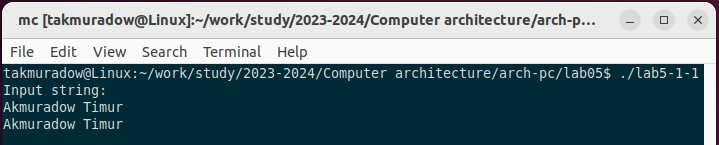 mc [takmuradow@Linux]:~/work/study/2023-2024/Computer architecture/arch-p...
File Edit View Search Terminal Help
takmuradow@Linux:~/work/study/2023-2024/Computer architecture/arch-pc/lab05$ ./lab5-1-1
Input string:
Akmuradow Timur
Akmuradow Timur